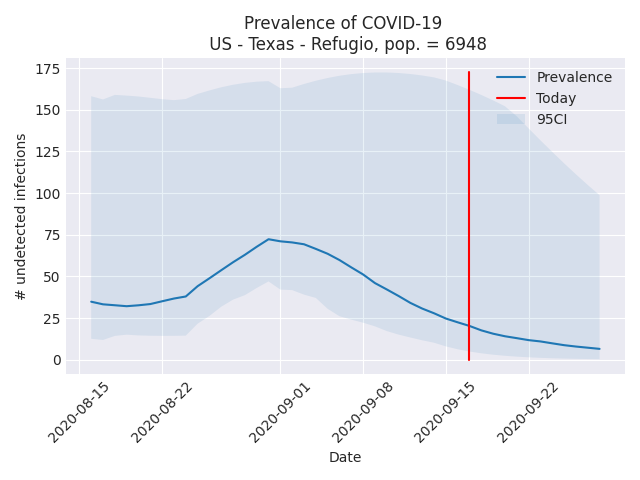 Prevalence of COVID-19
US - Texas - Refugio, pop. = 6948
175
150
125
100
75
50
25
0
# undetected infections
Prevalence
Today
95CI
2020-08-15
2020-08-22
2020-09-01
2020-09-08
2020-09-15
2020-09-22
Date